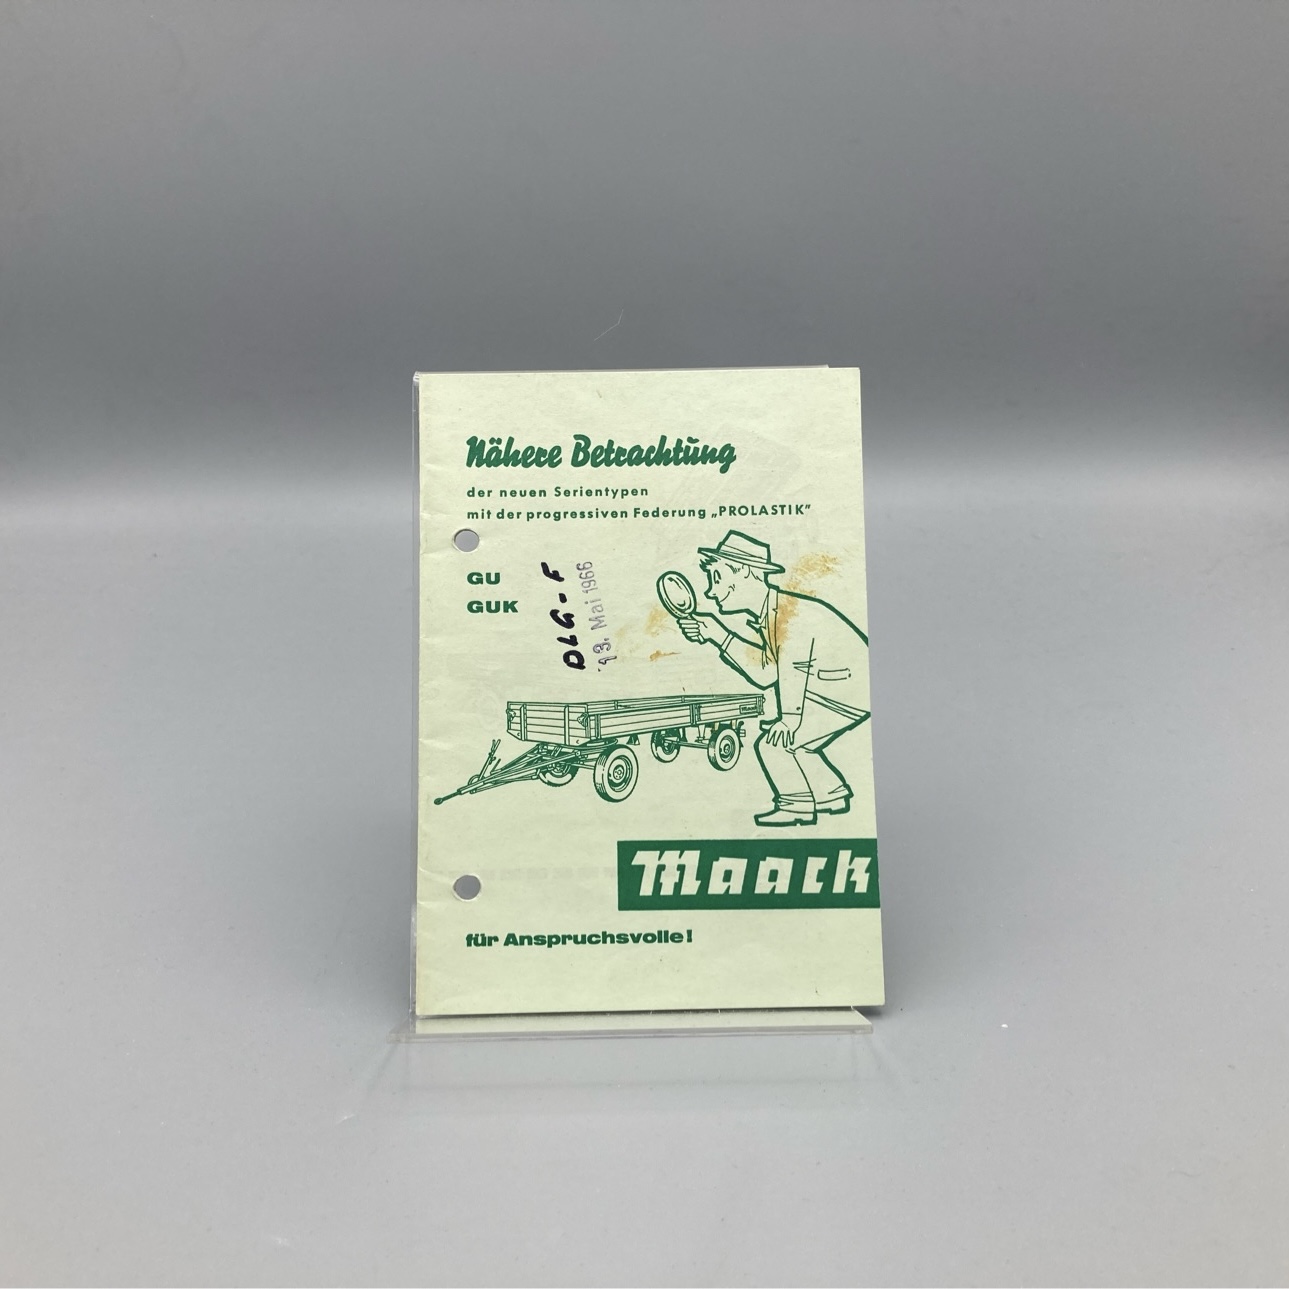 Nähere Betrachtung
der neuen Serientypen
mit der progressiven Federung „PROLASTIK”
GU
GUK
DLG-F
13. Mai 1966
Maack
Maack
für Anspruchsvolle!